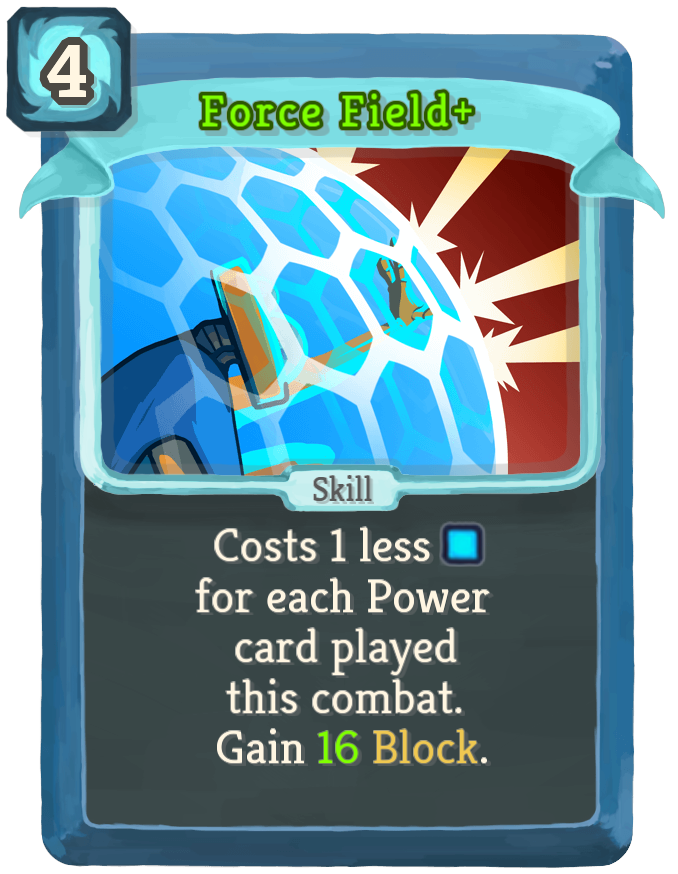 4
Force Field+
Skill
Costs 1 less
for each Power
card played
this combat.
Gain 16 Block.